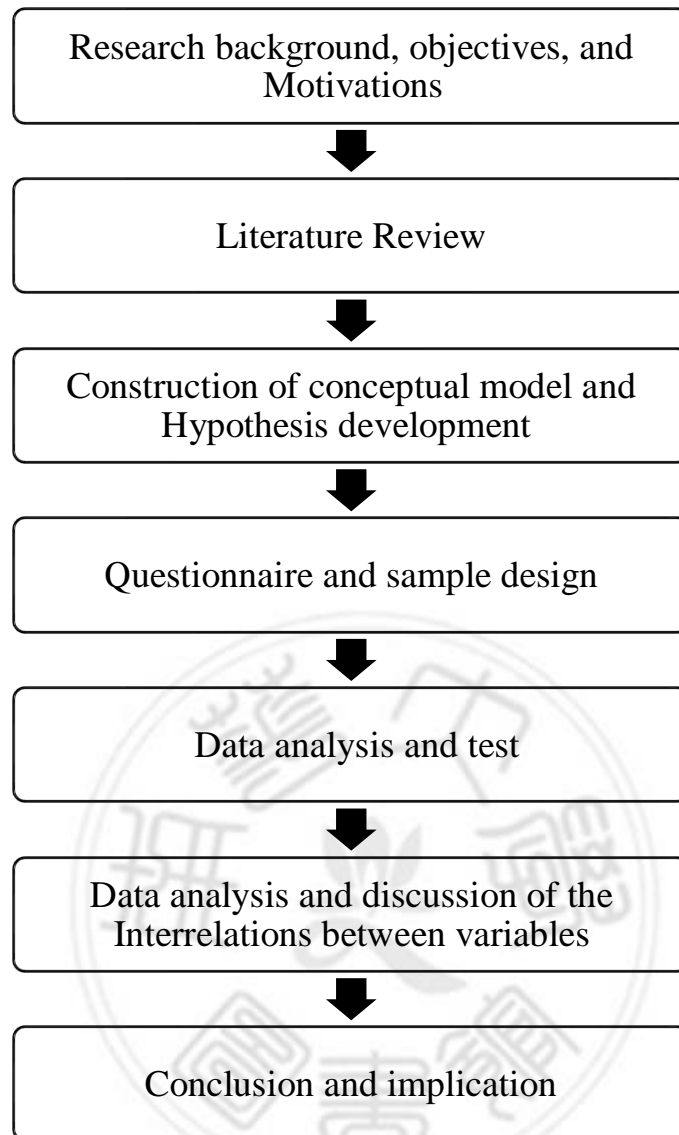 Research background, objectives, and
Motivations
Literature Review
Construction of conceptual model and
Hypothesis development
Questionnaire and sample design
Data analysis and test
Data analysis and discussion of the
Interrelations between variables
Conclusion and implication